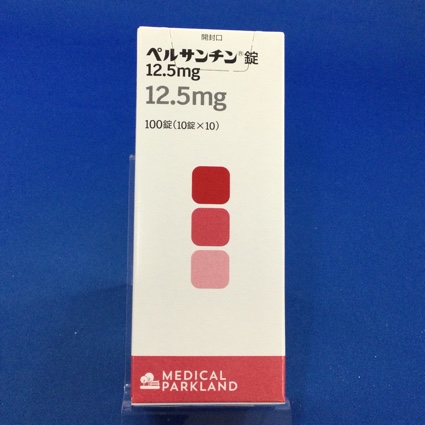 開封口
ペルサンチン®錠
12.5mg
12.5mg
100錠(10錠×10)
MEDICAL
PARKLAND